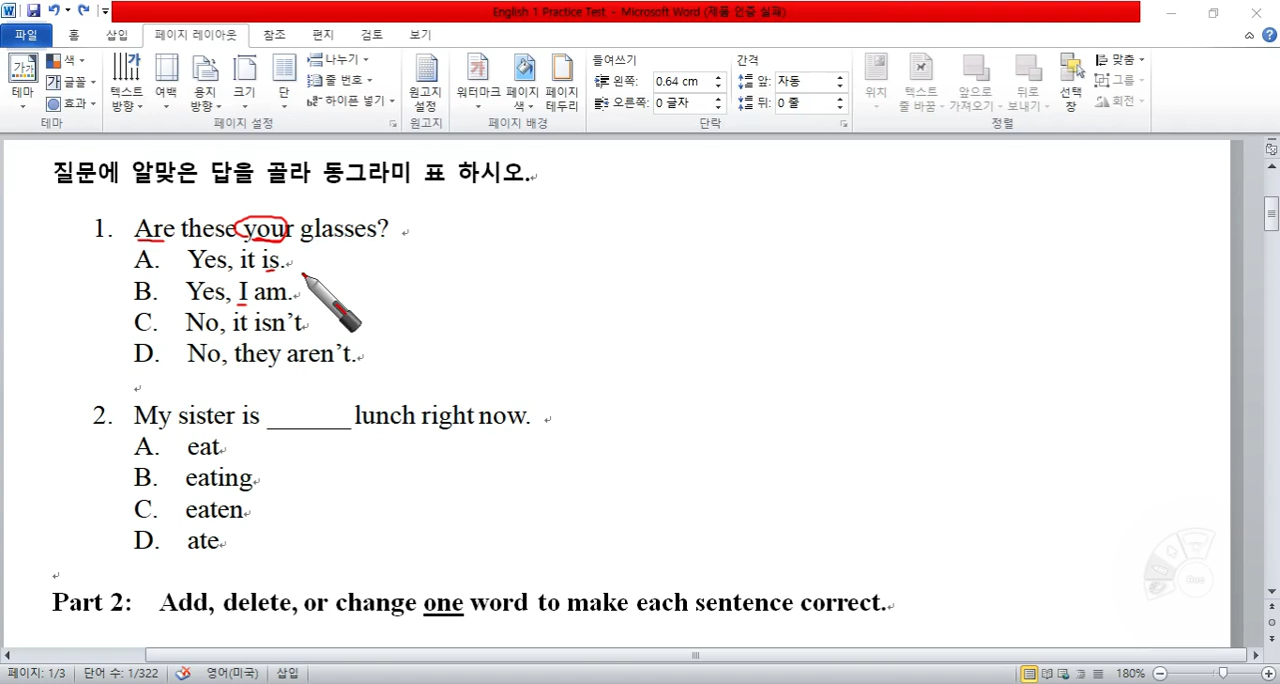 English 1 Practice Test - Microsoft Word (제품 인증 실패)
파일 홈 삽입 페이지 레이아웃 참조 편지 검토 보기
테마 색 글꼴 효과 텍스트 방향 여백 용지 방향 크기 단 나누기 줄 번호 하이픈 넣기 원고지 설정 워터마크 페이지 색 페이지 테두리 들여쓰기 왼쪽: 0.64 cm 오른쪽: 0 글자 간격 앞: 자동 뒤: 0 줄 위치 텍스트 줄 바꿈 앞으로 가져오기 뒤로 보내기 선택 창 맞춤 그룹 회전
테마 페이지 설정 원고지 페이지 배경 단락 정렬
질문에 알맞은 답을 골라 동그라미 표 하시오.
1. Are these your glasses?
A. Yes, it is.
B. Yes, I am.
C. No, it isn’t
D. No, they aren’t.
2. My sister is _______ lunch right now.
A. eat
B. eating
C. eaten
D. ate
Part 2: Add, delete, or change one word to make each sentence correct.
페이지: 1/3 단어 수: 1/322 영어(미국) 삽입 180%